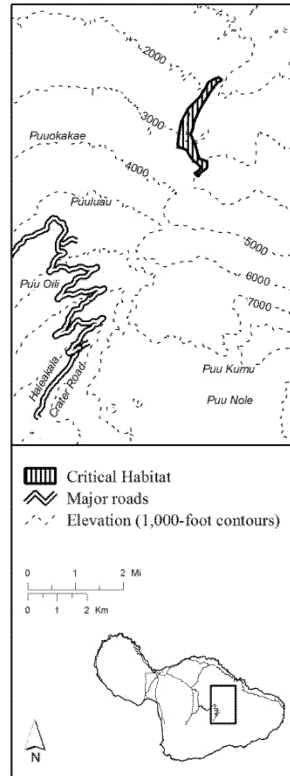 2000
3000
Puuokakae
4000
Puuluau
5000
Puu Oili
6000
7000
Haleakala
Crater Road
Puu Kumu
Puu Nole
Critical Habitat
Major roads
Elevation (1,000-foot contours)
0 1 2 Mi
0 1 2 Km
N